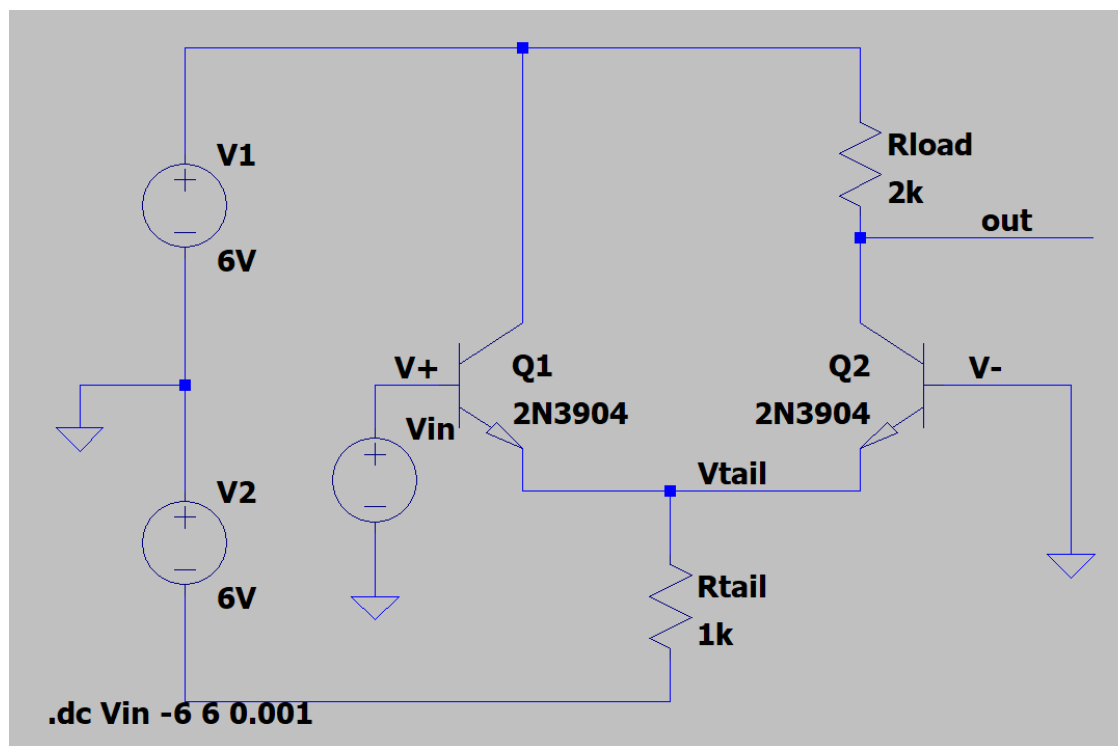 V1
6V
Rload
2k
out
V+
Vin
Q1
2N3904
Q2
2N3904
V-
V2
6V
Vtail
Rtail
1k
.dc Vin -6 6 0.001